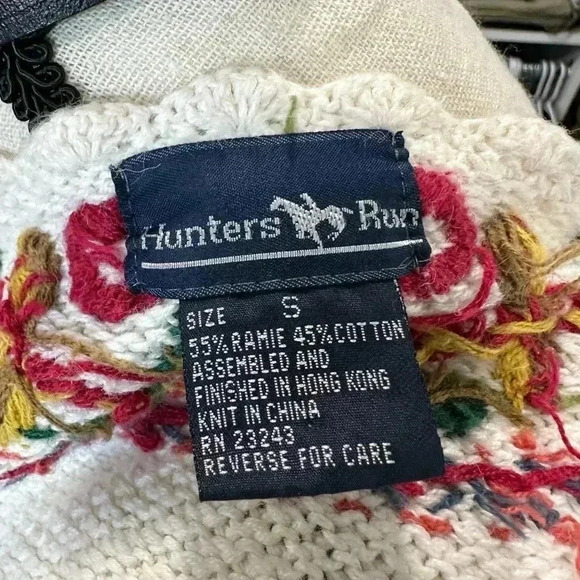 Hunters Run
SIZE S
55% RAMIE 45% COTTON
ASSEMBLED AND
FINISHED IN HONG KONG
KNIT IN CHINA
RN 23243
REVERSE FOR CARE